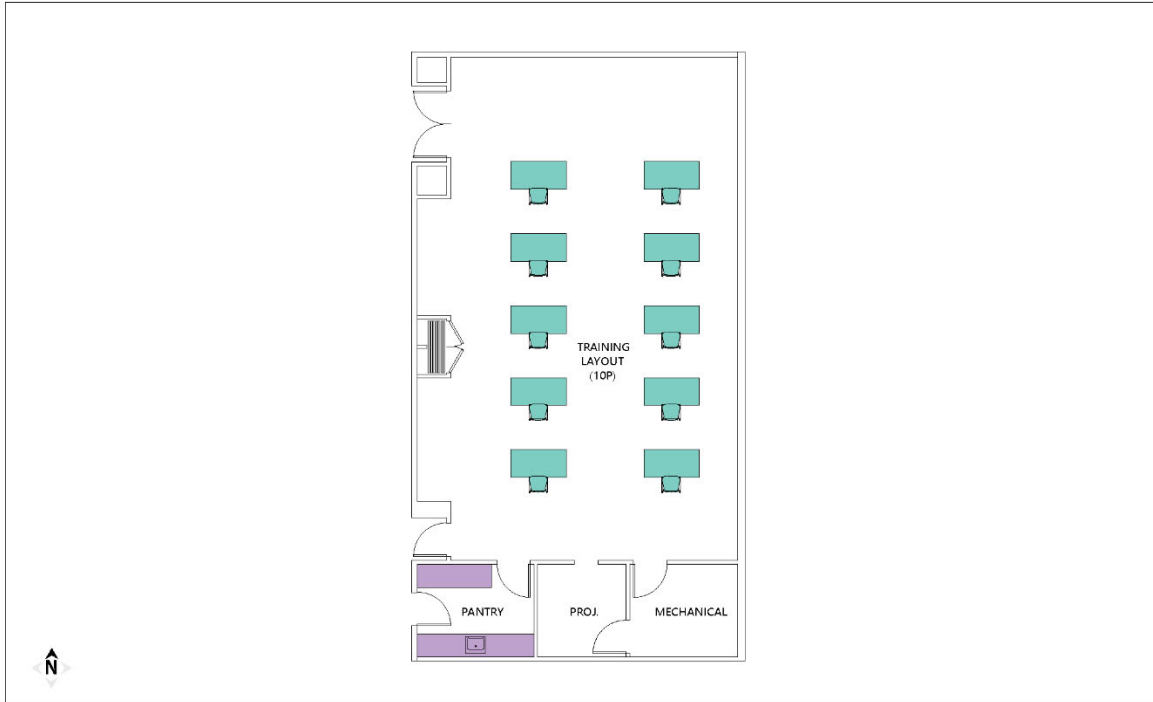 TRAINING
LAYOUT
(10P)
PANTRY
PROJ.
MECHANICAL
N